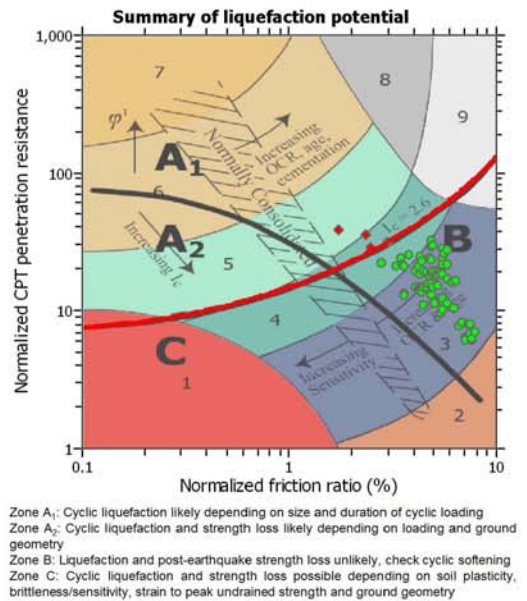 Summary of liquefaction potential
1,000
100
10
1
Normalized CPT penetration resistance
7
8
9
φ'
A1
Normally Consolidated
Increasing
OCR, age,
cementation
6
A2
Increasing Ic
5
Ic = 2.6
B
4
C
1
Increasing
Sensitivity
Increasing
OCR,
3
2
0.1
1
10
Normalized friction ratio (%)
Zone A1: Cyclic liquefaction likely depending on size and duration of cyclic loading
Zone A2: Cyclic liquefaction and strength loss likely depending on loading and ground
geometry
Zone B: Liquefaction and post-earthquake strength loss unlikely, check cyclic softening
Zone C: Cyclic liquefaction and strength loss possible depending on soil plasticity,
brittleness/sensitivity, strain to peak undrained strength and ground geometry